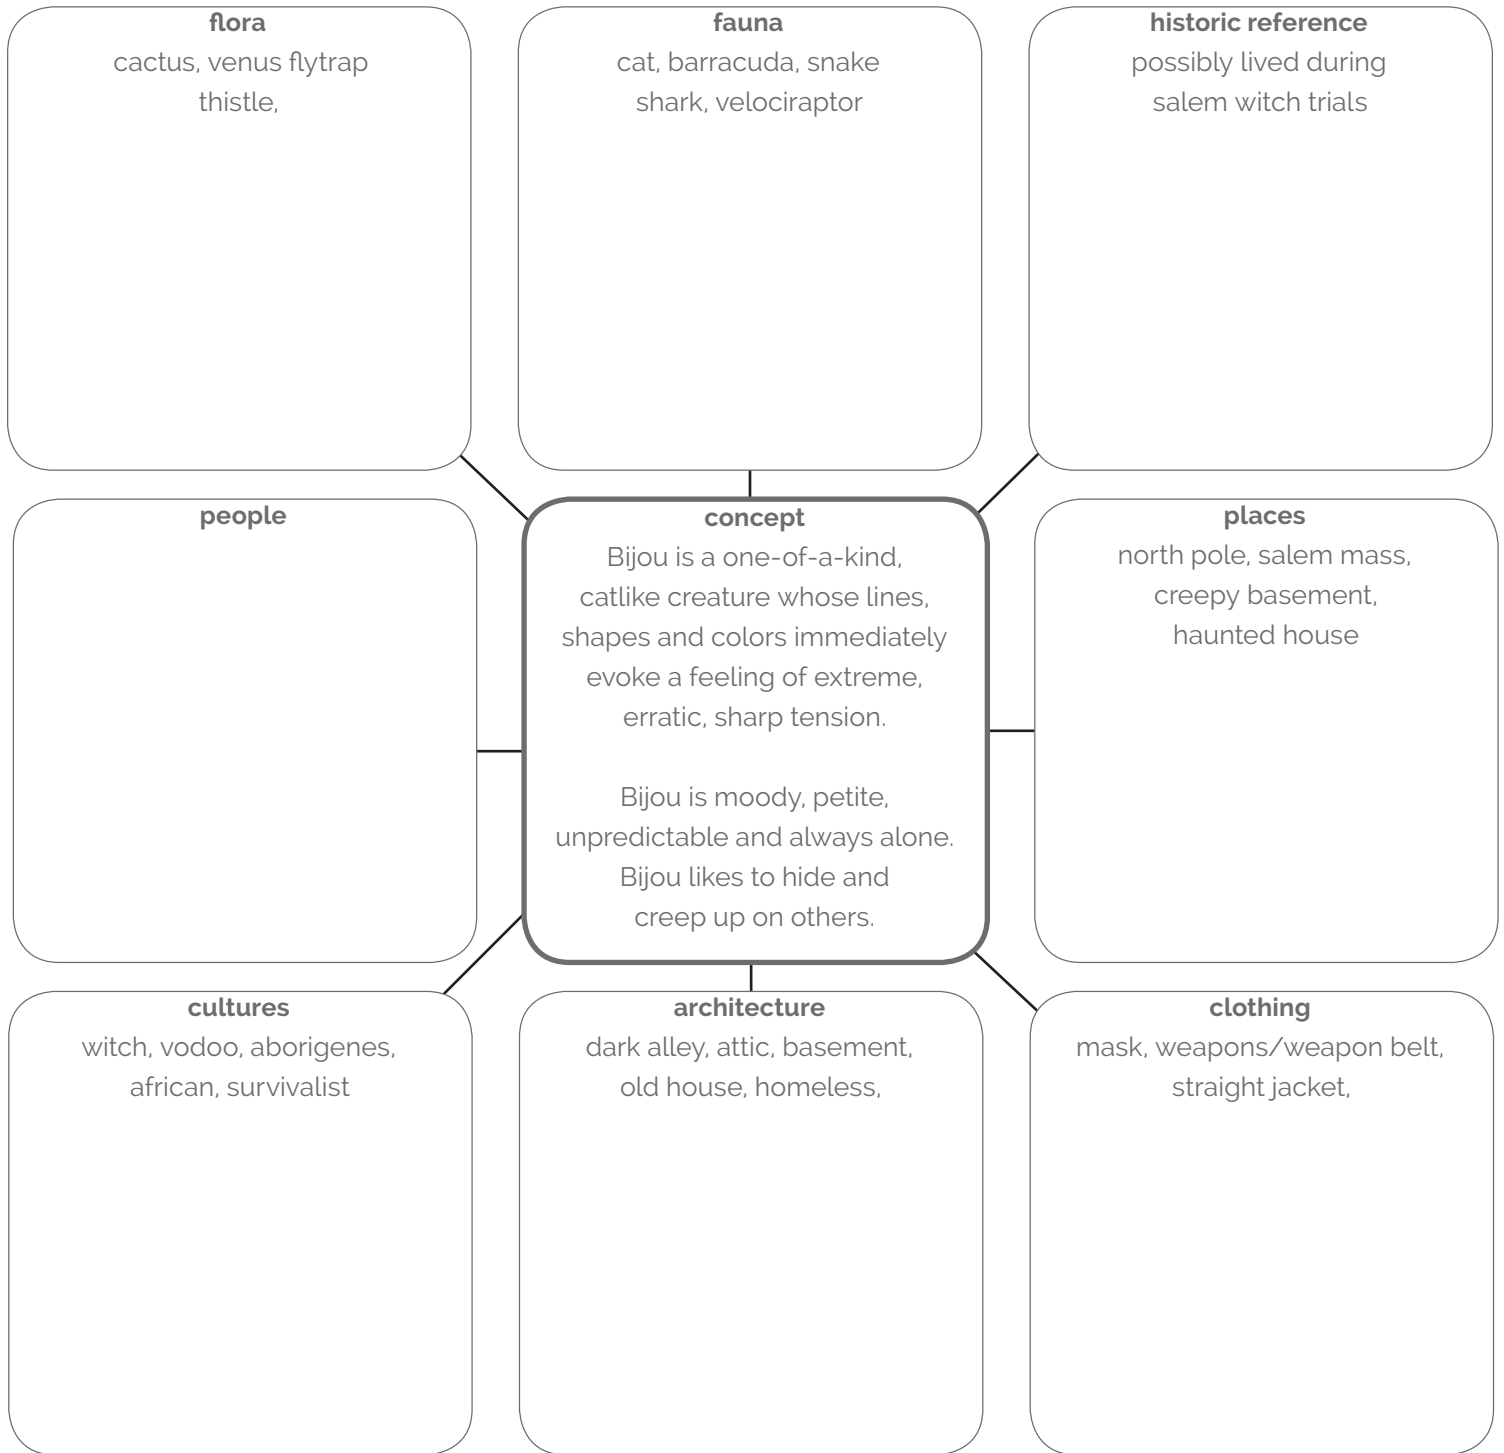 flora
cactus, venus flytrap
thistle,
fauna
cat, barracuda, snake
shark, velociraptor
historic reference
possibly lived during
salem witch trials
people
concept
Bijou is a one-of-a-kind,
catlike creature whose lines,
shapes and colors immediately
evoke a feeling of extreme,
erratic, sharp tension.
Bijou is moody, petite,
unpredictable and always alone.
Bijou likes to hide and
creep up on others.
places
north pole, salem mass,
creepy basement,
haunted house
cultures
witch, vodoo, aborigenes,
african, survivalist
architecture
dark alley, attic, basement,
old house, homeless,
clothing
mask, weapons/weapon belt,
straight jacket,